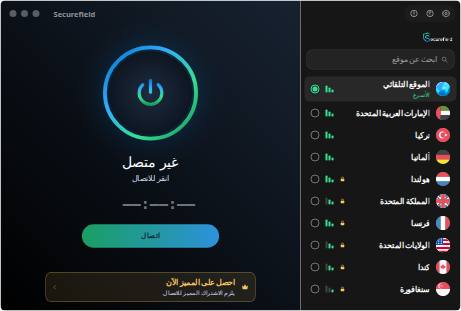 Securefield
Securefield
ابحث عن موقع
الموقع التلقائي
الأسرع
الإمارات العربية المتحدة
تركيا
ألمانيا
هولندا
المملكة المتحدة
فرنسا
الولايات المتحدة
كندا
سنغافورة
غير متصل
انقر للاتصال
--:--:--
اتصال
احصل على المميز الآن
يلزم الاشتراك المميز للاتصال